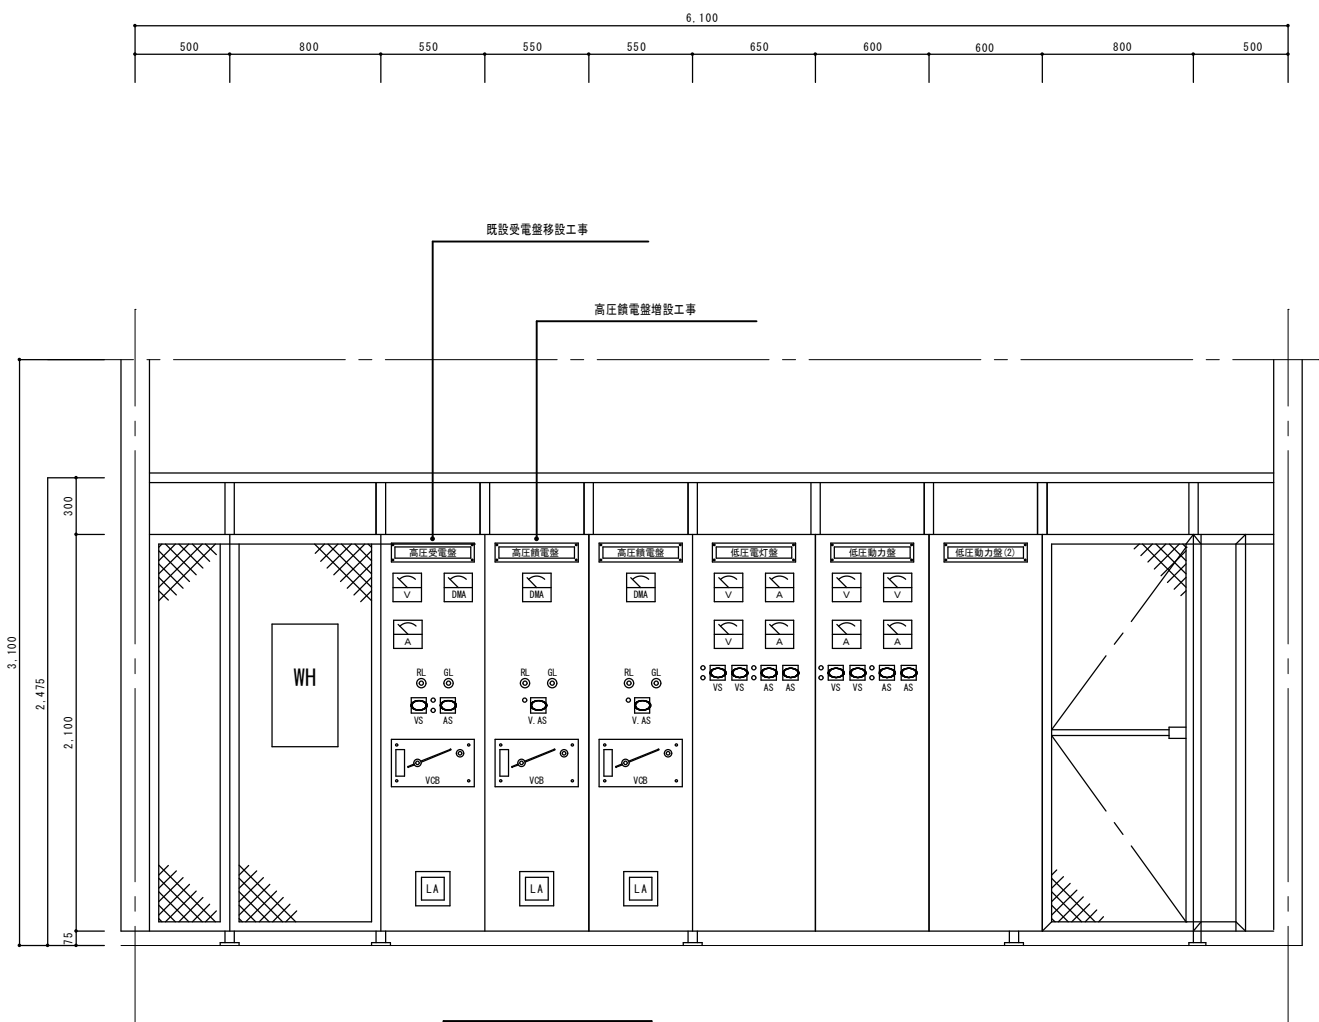 6,100
500 800 550 550 550 650 600 600 800 500
既設受電盤移設工事
高圧饋電盤増設工事
3,100
2,475
300
2,100
75
高圧受電盤 高圧饋電盤 高圧饋電盤 低圧電灯盤 低圧動力盤 低圧動力盤(2)
V DMA DMA DMA V A V V
A V A A A
WH
RL GL RL GL RL GL
VS VS AS AS VS VS AS AS
VS AS V.AS V.AS
VCB VCB VCB
LA LA LA